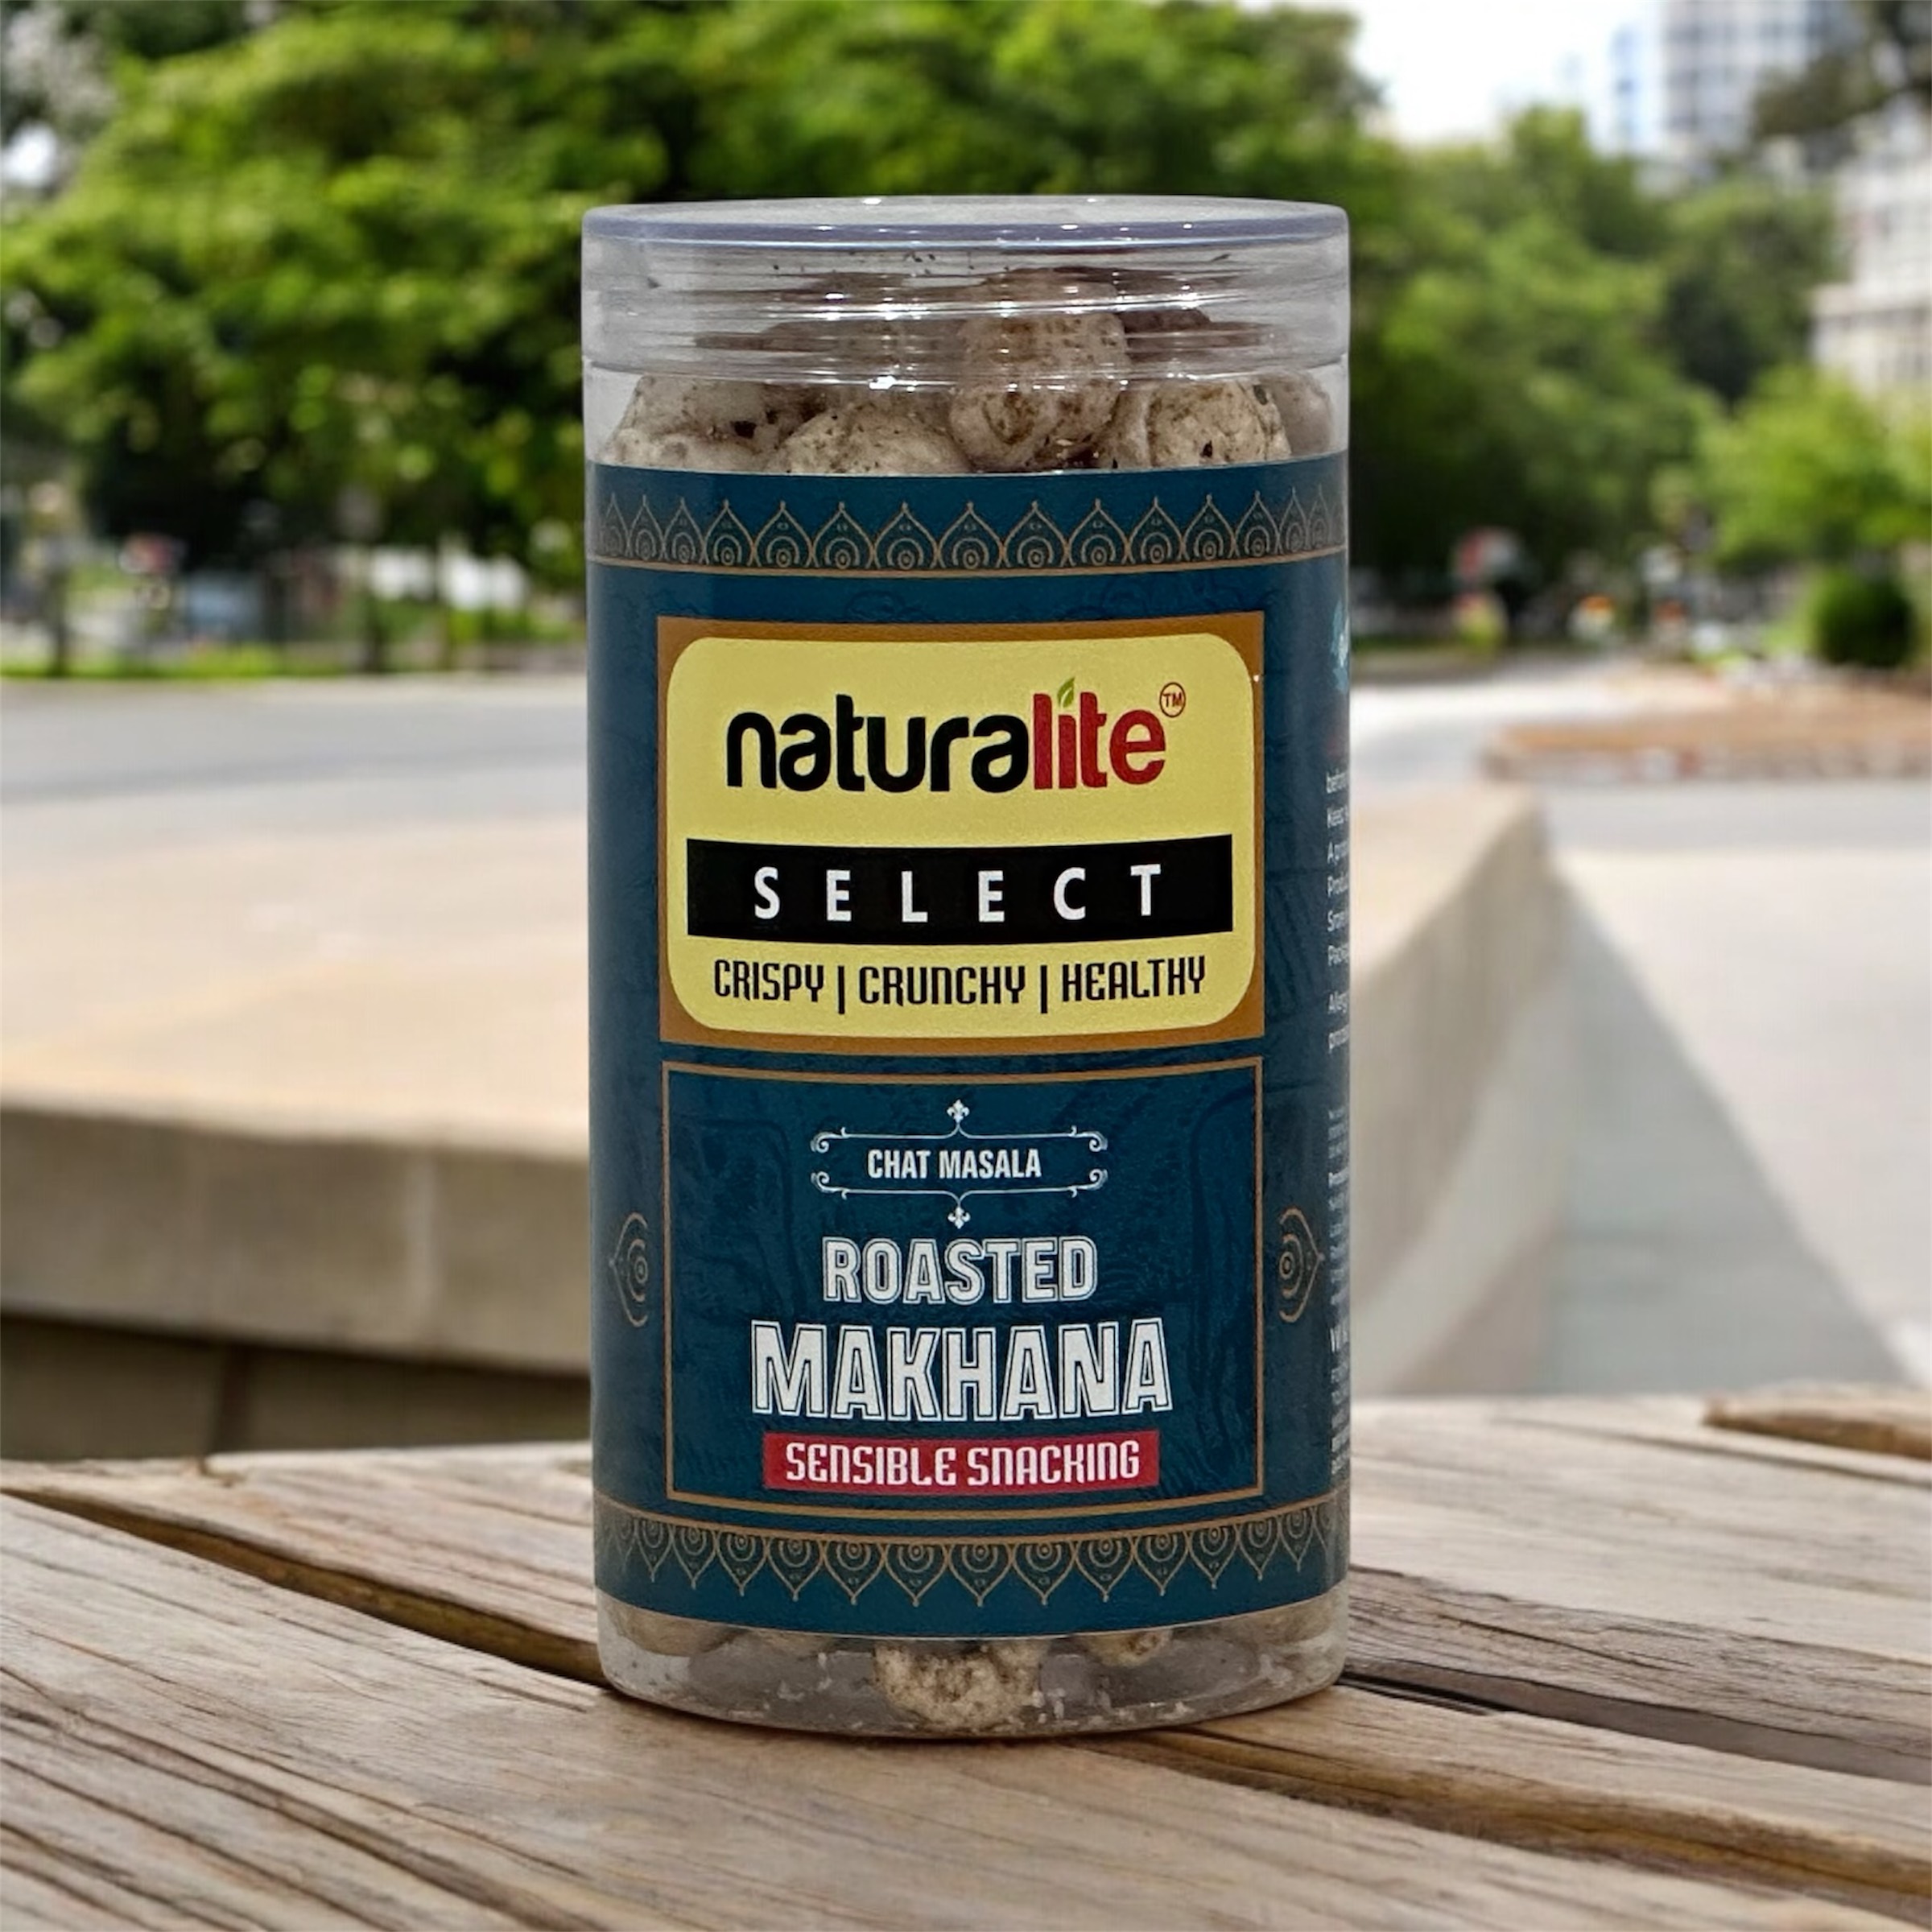 naturalite™
SELECT
CRISPY | CRUNCHY | HEALTHY
CHAT MASALA
ROASTED
MAKHANA
SENSIBLE SNACKING